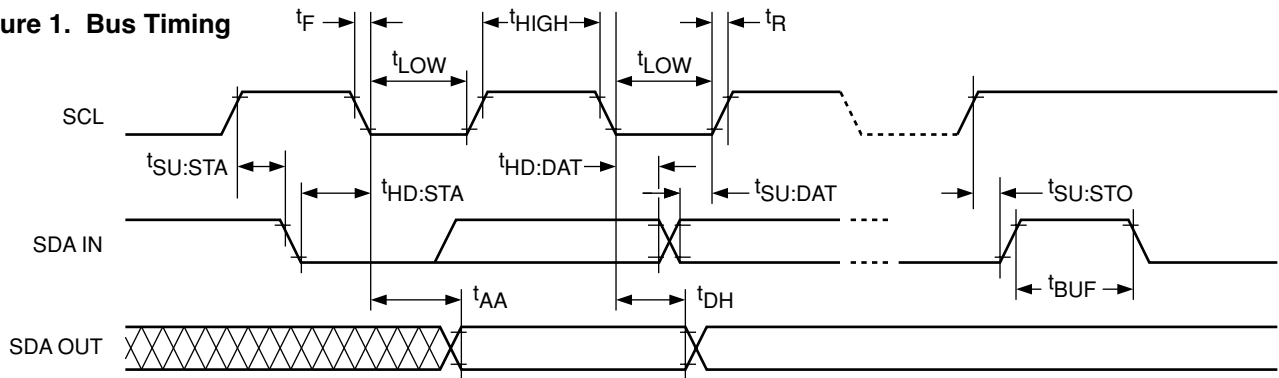 ure 1. Bus Timing
tF
tHIGH
tR
tLOW
tLOW
SCL
tSU:STA
tHD:STA
tHD:DAT
tSU:DAT
tSU:STO
SDA IN
tBUF
tAA
tDH
SDA OUT